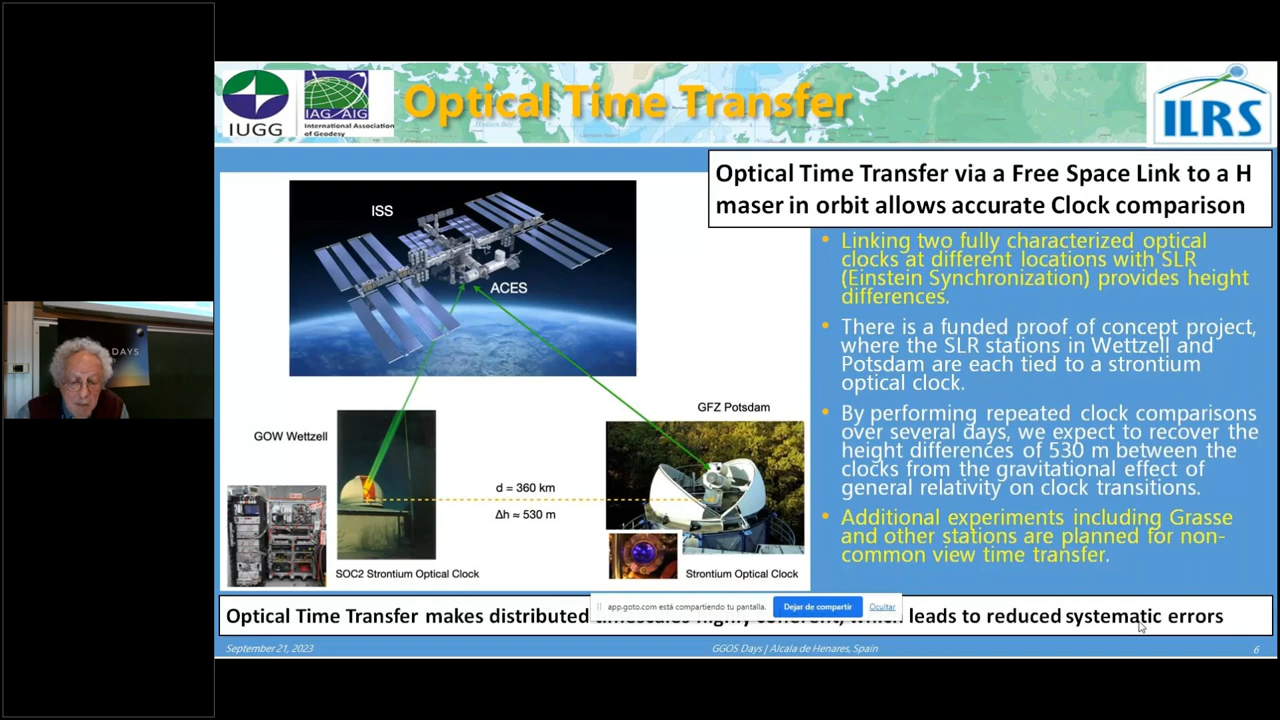 IUGG
IAG AIG
International Association
of Geodesy
Optical Time Transfer
ILRS
Optical Time Transfer via a Free Space Link to a H
maser in orbit allows accurate Clock comparison
ISS
ACES
GFZ Potsdam
GOW Wettzell
d = 360 km
Δh ≈ 530 m
SOC2 Strontium Optical Clock
Strontium Optical Clock
• Linking two fully characterized optical
clocks at different locations with SLR
(Einstein Synchronization) provides height
differences.
• There is a funded proof of concept project,
where the SLR stations in Wettzell and
Potsdam are each tied to a strontium
optical clock.
• By performing repeated clock comparisons
over several days, we expect to recover the
height differences of 530 m between the
clocks from the gravitational effect of
general relativity on clock transitions.
• Additional experiments including Grasse
and other stations are planned for non-
common view time transfer.
app.goto.com está compartiendo tu pantalla.
Dejar de compartir
Ocultar
Optical Time Transfer makes distributed timescales highly coherent, which leads to reduced systematic errors
September 21, 2023
GGOS Days | Alcala de Henares, Spain
6
DAYS